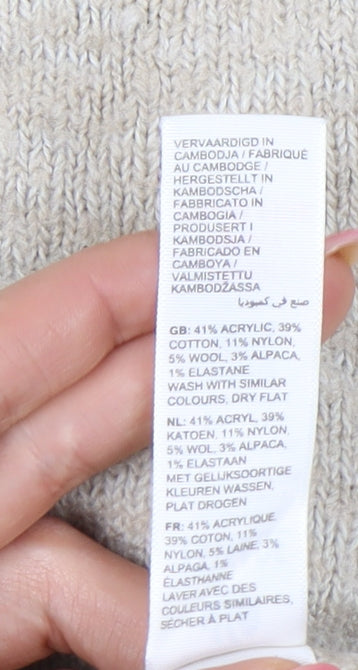 VERVAARDIGD IN
CAMBODJA / FABRIQUÉ
AU CAMBODGE /
HERGESTELLT IN
KAMBODSCHA /
FABBRICATO IN
CAMBOGIA /
PRODUSERT I
KAMBODSJA /
FABRICADO EN
CAMBOYA /
VALMISTETTU
KAMBODŽASSA
صنع في كمبوديا
GB: 41% ACRYLIC, 39%
COTTON, 11% NYLON,
5% WOOL, 3% ALPACA,
1% ELASTANE
WASH WITH SIMILAR
COLOURS, DRY FLAT
NL: 41% ACRYL, 39%
KATOEN, 11% NYLON,
5% WOL, 3% ALPACA,
1% ELASTAAN
MET GELIJKSOORTIGE
KLEUREN WASSEN,
PLAT DROGEN
FR: 41% ACRYLIQUE,
39% COTON, 11%
NYLON, 5% LAINE, 3%
ALPAGA, 1%
ÉLASTHANNE
LAVER AVEC DES
COULEURS SIMILAIRES,
SÉCHER À PLAT